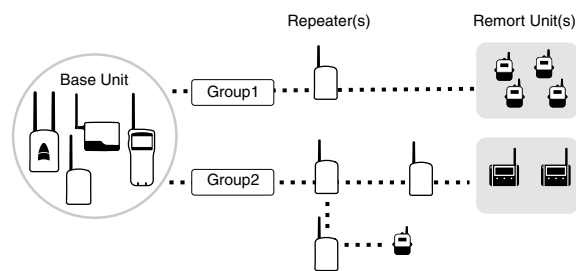 Repeater(s)
Remort Unit(s)
Base Unit
Group1
Group2